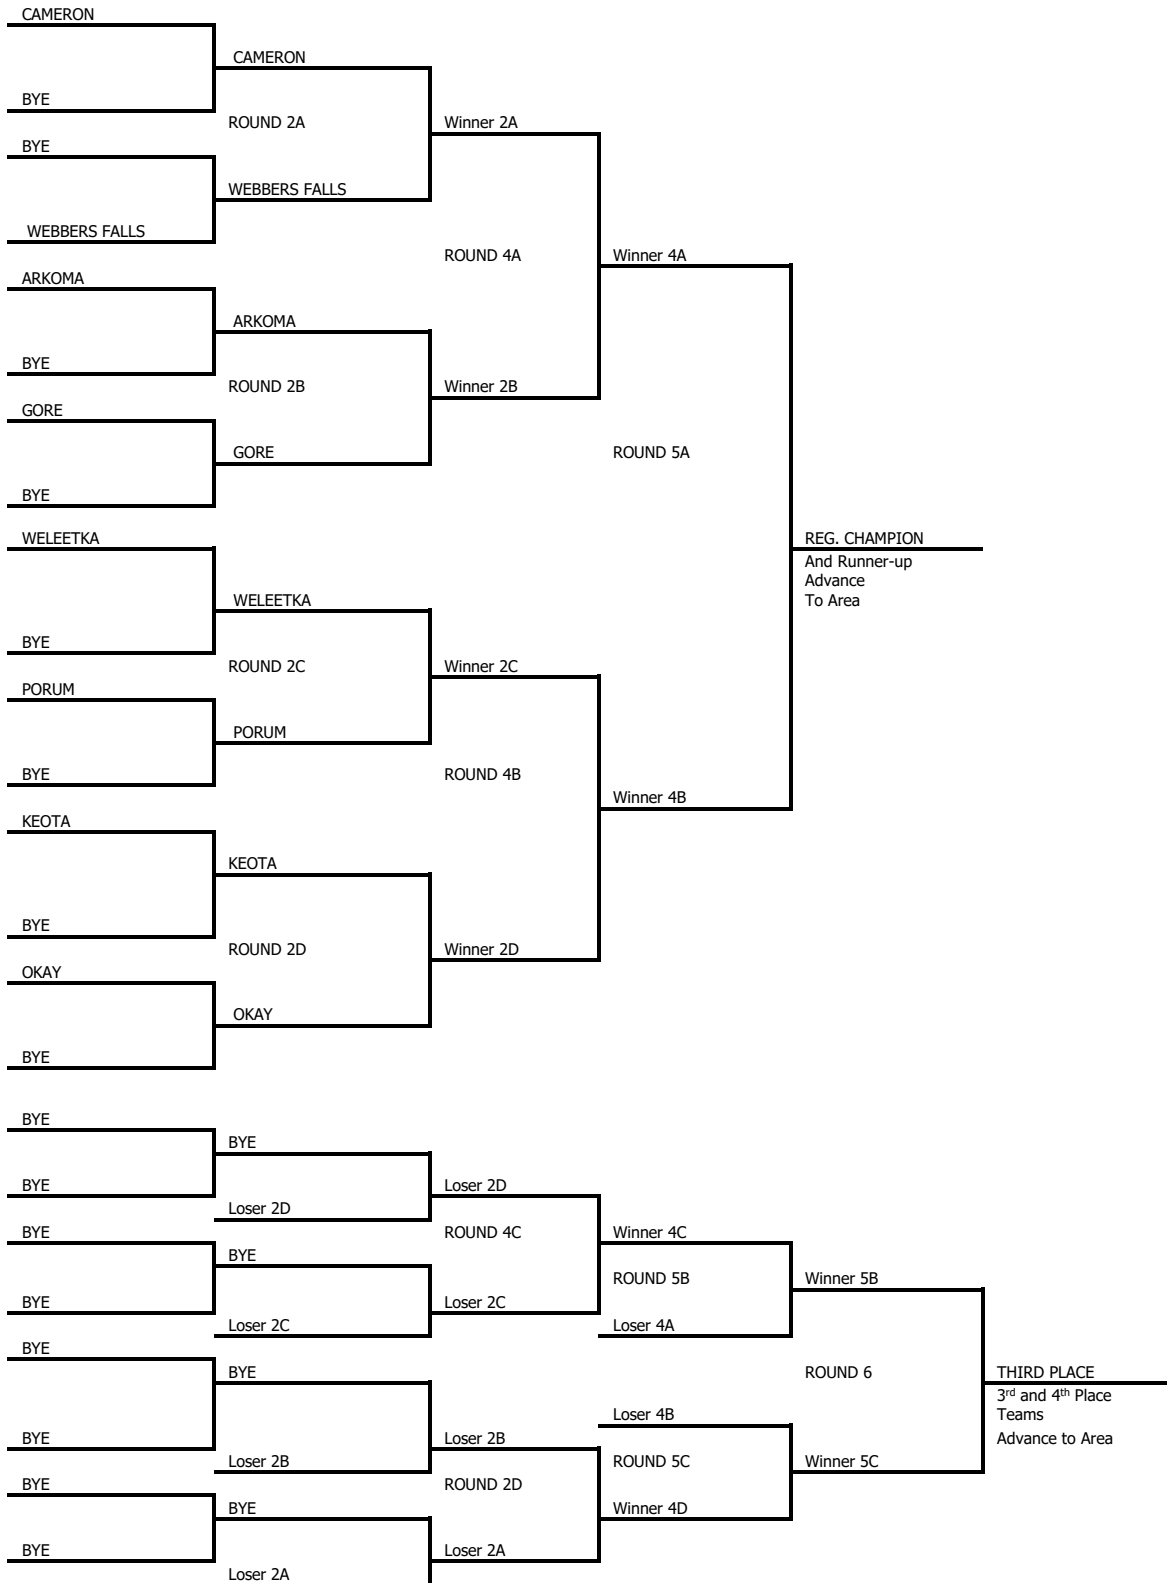 CAMERON
CAMERON
BYE
ROUND 2A
Winner 2A
BYE
WEBBERS FALLS
WEBBERS FALLS
ROUND 4A
Winner 4A
ARKOMA
ARKOMA
BYE
ROUND 2B
Winner 2B
GORE
GORE
ROUND 5A
BYE
WELEETKA
REG. CHAMPION
And Runner-up
Advance
To Area
WELEETKA
BYE
ROUND 2C
Winner 2C
PORUM
PORUM
BYE
ROUND 4B
Winner 4B
KEOTA
KEOTA
BYE
ROUND 2D
Winner 2D
OKAY
OKAY
BYE
BYE
BYE
BYE
Loser 2D
Loser 2D
BYE
ROUND 4C
Winner 4C
BYE
ROUND 5B
Winner 5B
BYE
Loser 2C
Loser 2C
Loser 4A
BYE
BYE
ROUND 6
THIRD PLACE
3rd and 4th Place
Teams
Advance to Area
Loser 4B
BYE
Loser 2B
Loser 2B
ROUND 5C
Winner 5C
BYE
ROUND 2D
BYE
Winner 4D
BYE
Loser 2A
Loser 2A